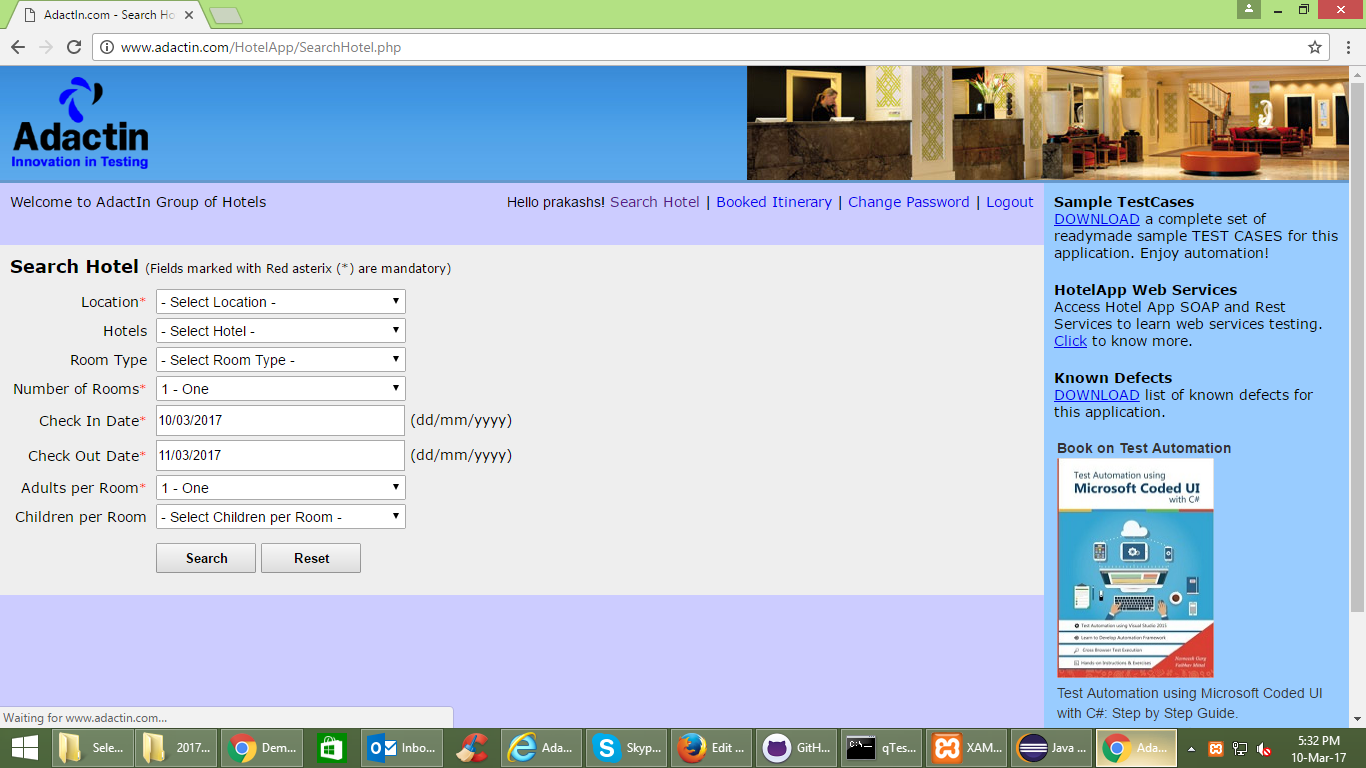 AdactIn.com - Search Ho
www.adactin.com/HotelApp/SearchHotel.php
Adactin
Innovation in Testing
Welcome to AdactIn Group of Hotels
Hello prakashs! Search Hotel | Booked Itinerary | Change Password | Logout
Search Hotel (Fields marked with Red asterix (*) are mandatory)
Location* - Select Location -
Hotels - Select Hotel -
Room Type - Select Room Type -
Number of Rooms* 1 - One
Check In Date* 10/03/2017 (dd/mm/yyyy)
Check Out Date* 11/03/2017 (dd/mm/yyyy)
Adults per Room* 1 - One
Children per Room - Select Children per Room -
Search Reset
Sample TestCases
DOWNLOAD a complete set of
readymade sample TEST CASES for this
application. Enjoy automation!
HotelApp Web Services
Access Hotel App SOAP and Rest
Services to learn web services testing.
Click to know more.
Known Defects
DOWNLOAD list of known defects for
this application.
Book on Test Automation
Test Automation using
Microsoft Coded UI
with C#
Test Automation using Visual Studio 2015
Learn to Develop Automation Framework
Cross Browser Test Execution
Hands-on Instructions & Exercises
Test Automation using Microsoft Coded UI
with C#: Step by Step Guide.
Waiting for www.adactin.com...
Sele... 2017... Dem... Inbo... Ada... Skyp... Edit ... GitH... qTes... XAM... Java ... Ada...
5:32 PM
10-Mar-17